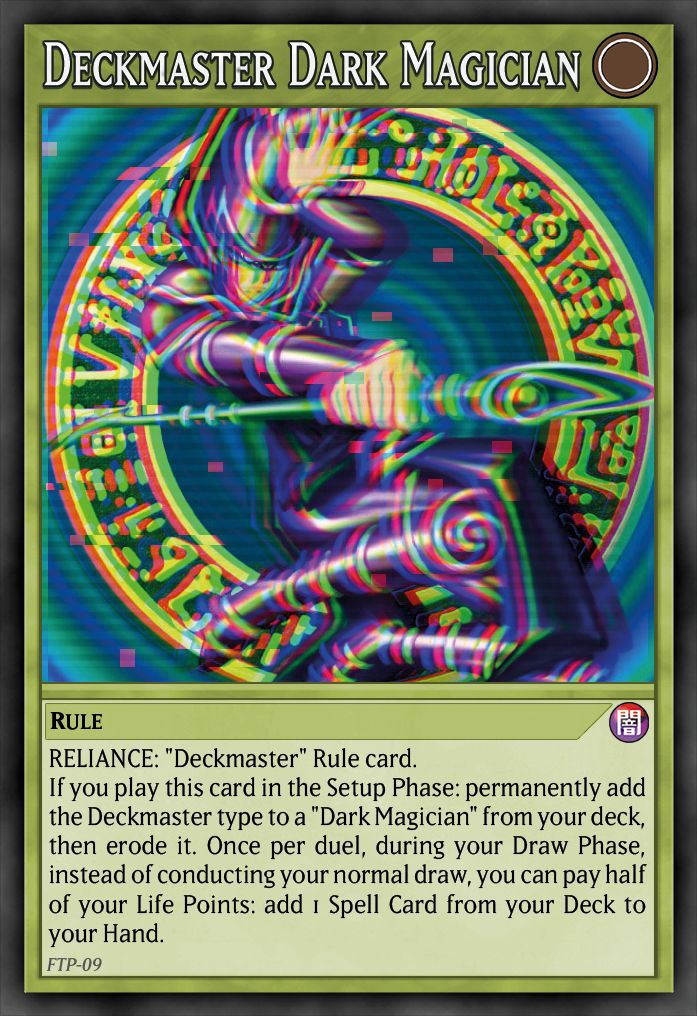 Deckmaster Dark Magician
Rule
闇
RELIANCE: "Deckmaster" Rule card.
If you play this card in the Setup Phase: permanently add
the Deckmaster type to a "Dark Magician" from your deck,
then erode it. Once per duel, during your Draw Phase,
instead of conducting your normal draw, you can pay half
of your Life Points: add 1 Spell Card from your Deck to
your Hand.
FTP-09